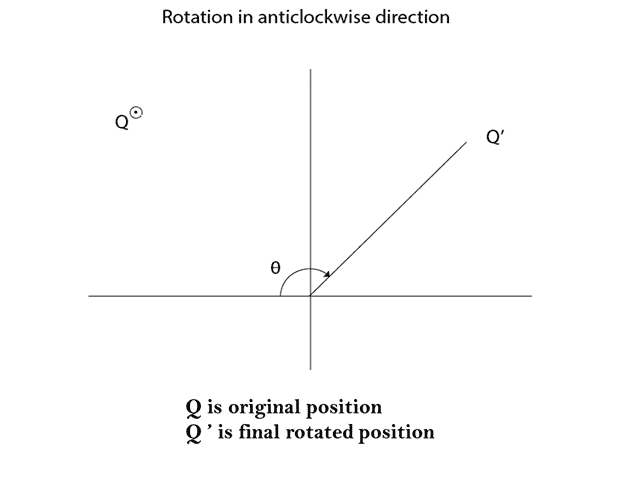 Rotation in anticlockwise direction
Q
Q′
θ
Q is original position
Q ’ is final rotated position